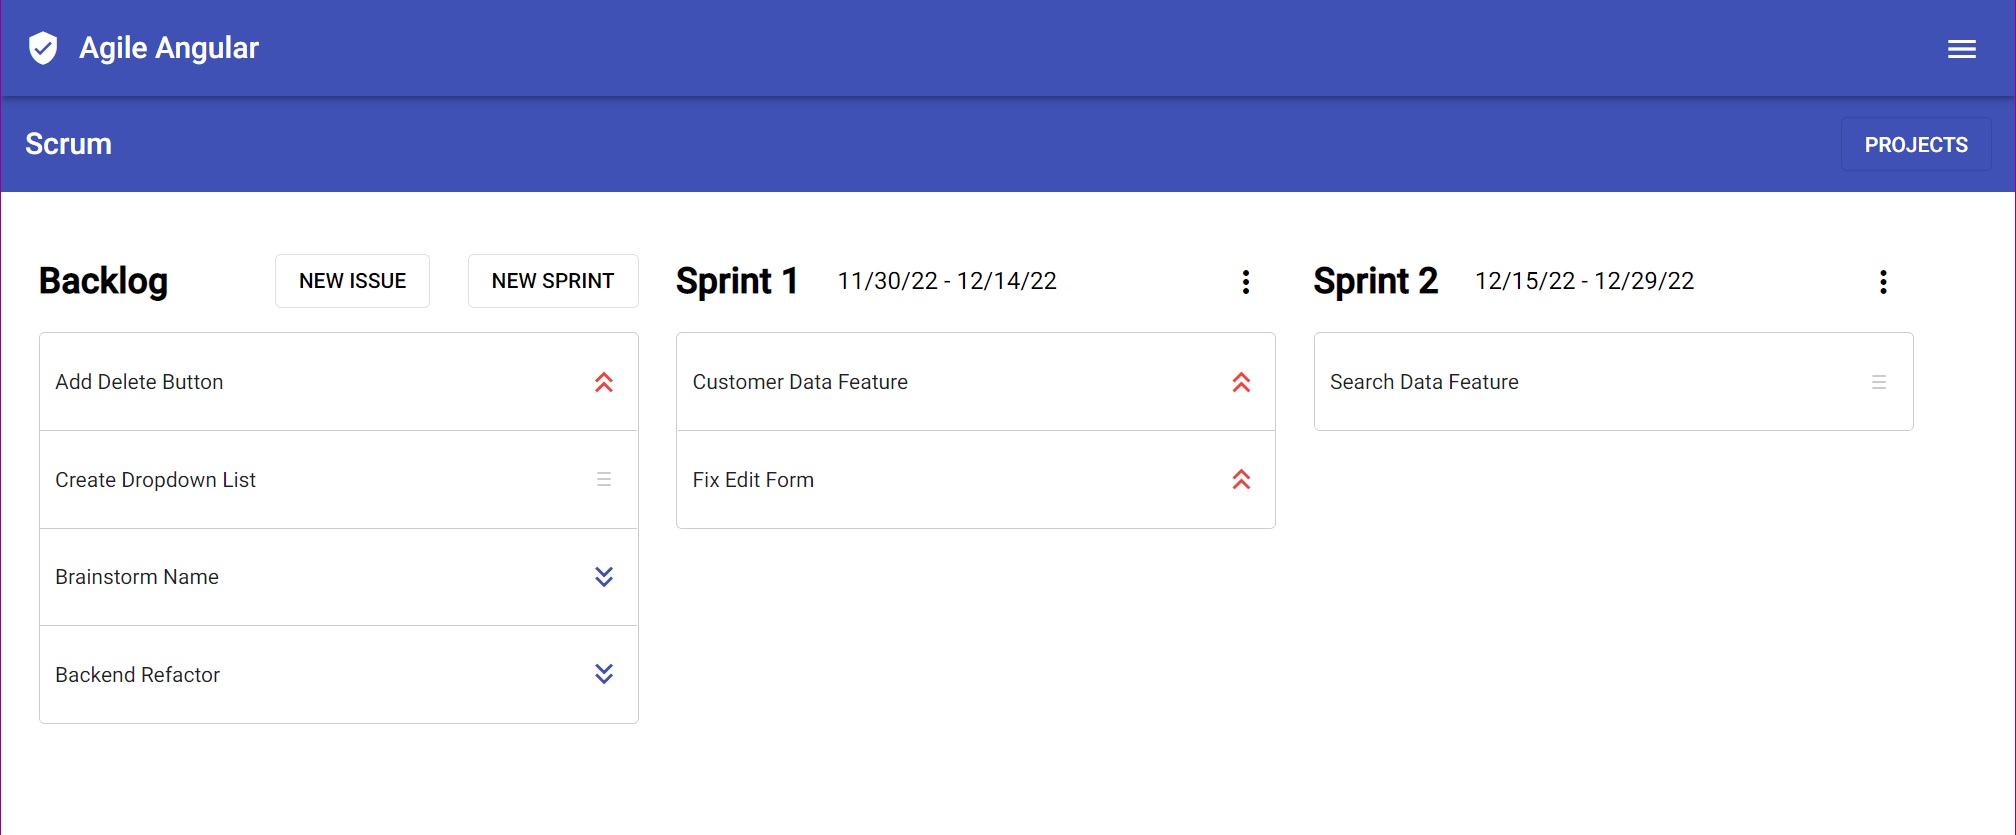 Agile Angular
Scrum
PROJECTS
Backlog
NEW ISSUE
NEW SPRINT
Add Delete Button
Create Dropdown List
Brainstorm Name
Backend Refactor
Sprint 1
11/30/22 - 12/14/22
Customer Data Feature
Fix Edit Form
Sprint 2
12/15/22 - 12/29/22
Search Data Feature